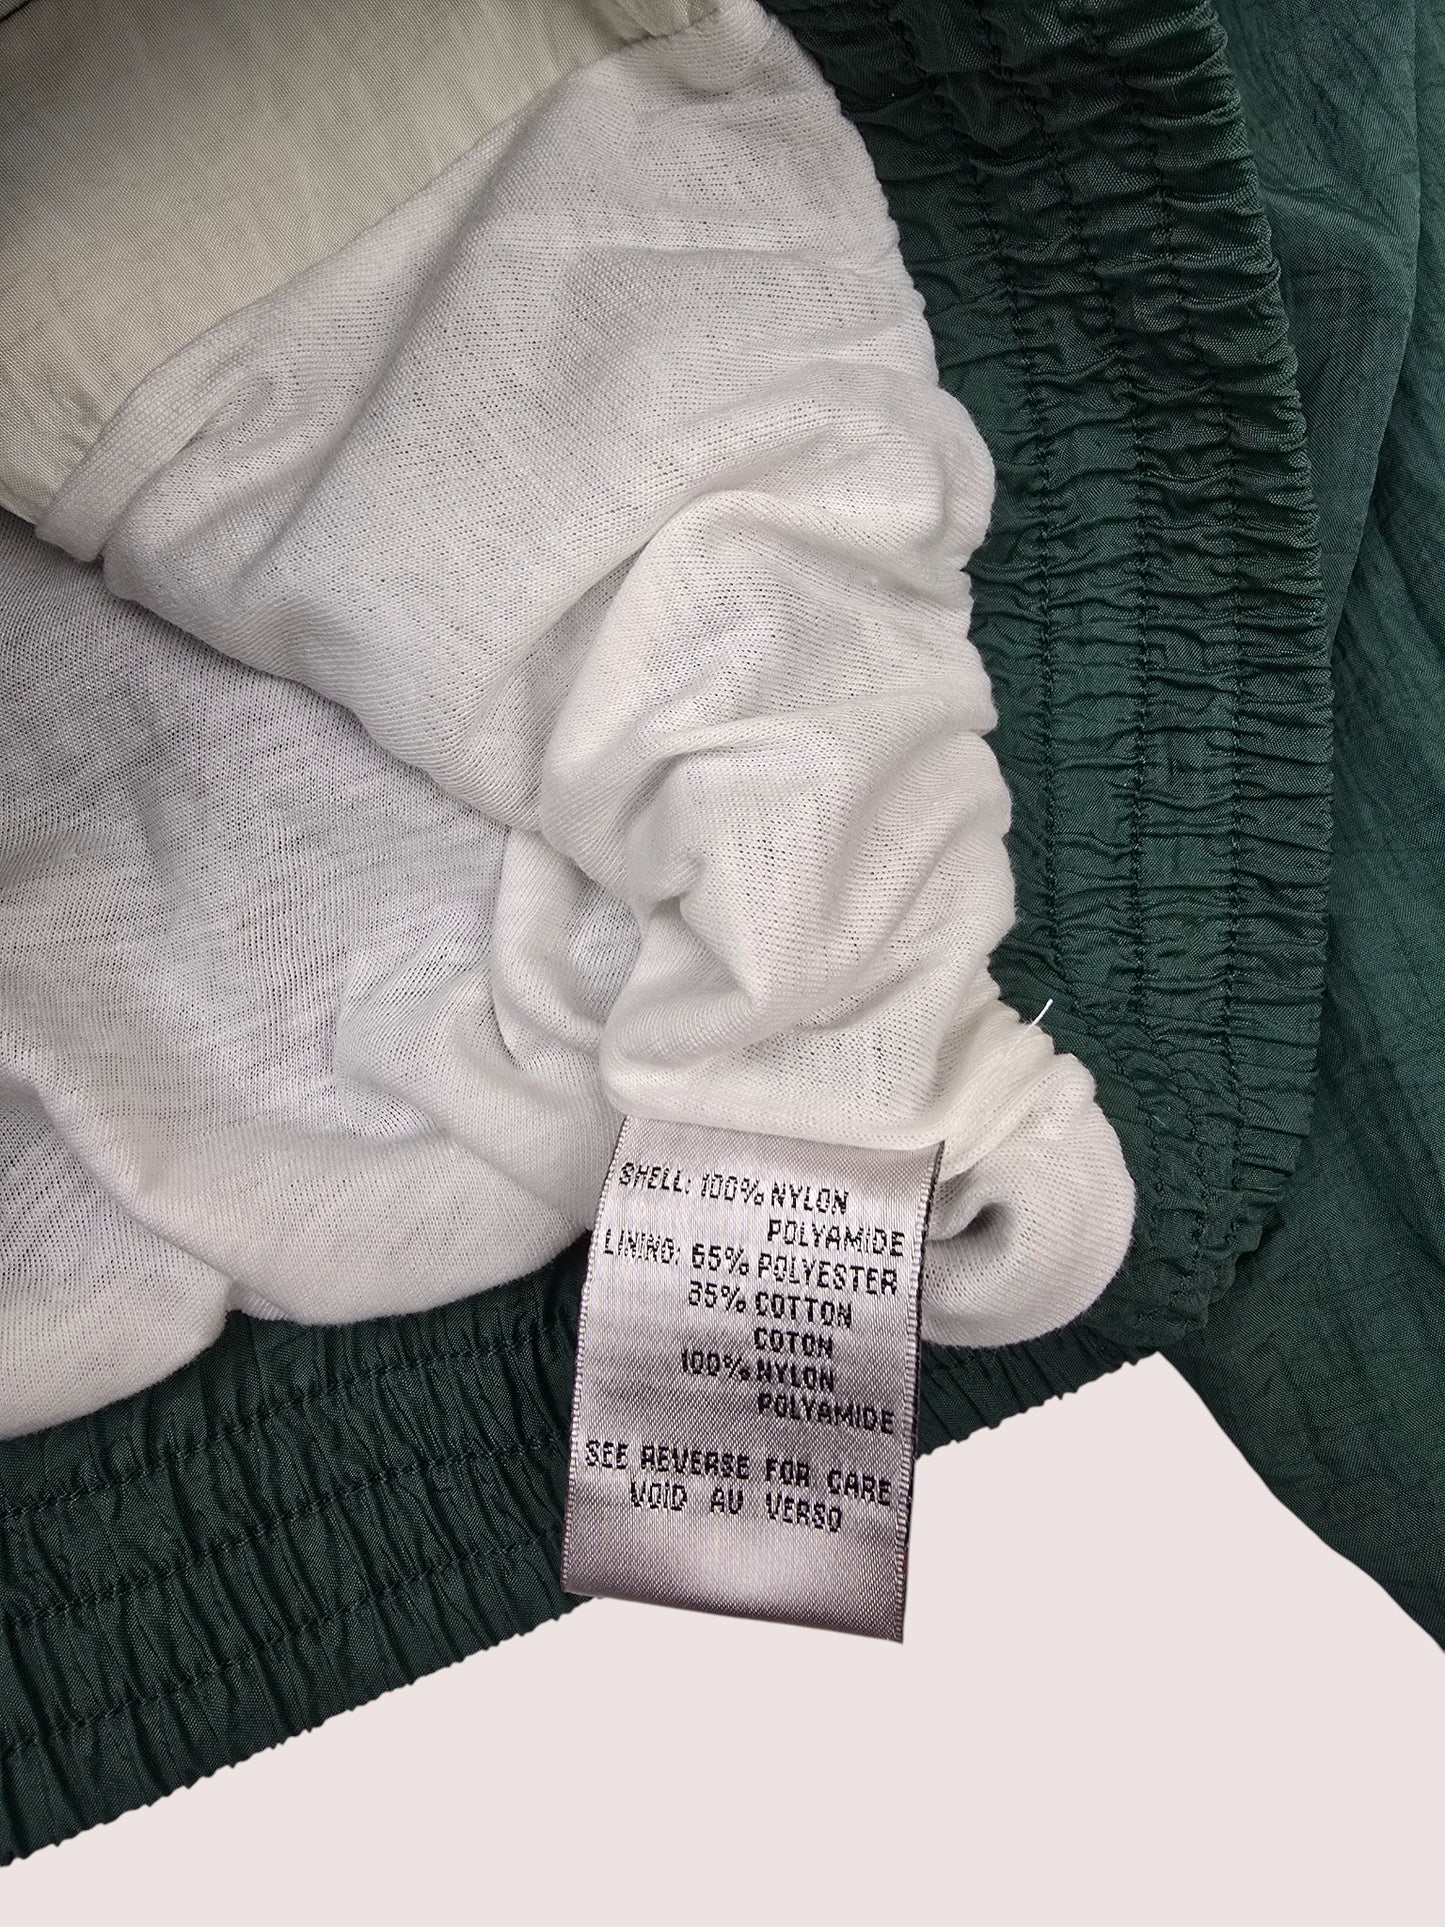 SHELL: 100% NYLON
POLYAMIDE
LINING: 65% POLYESTER
35% COTTON
COTON
100% NYLON
POLYAMIDE
SEE REVERSE FOR CARE
VOID AU VERSO